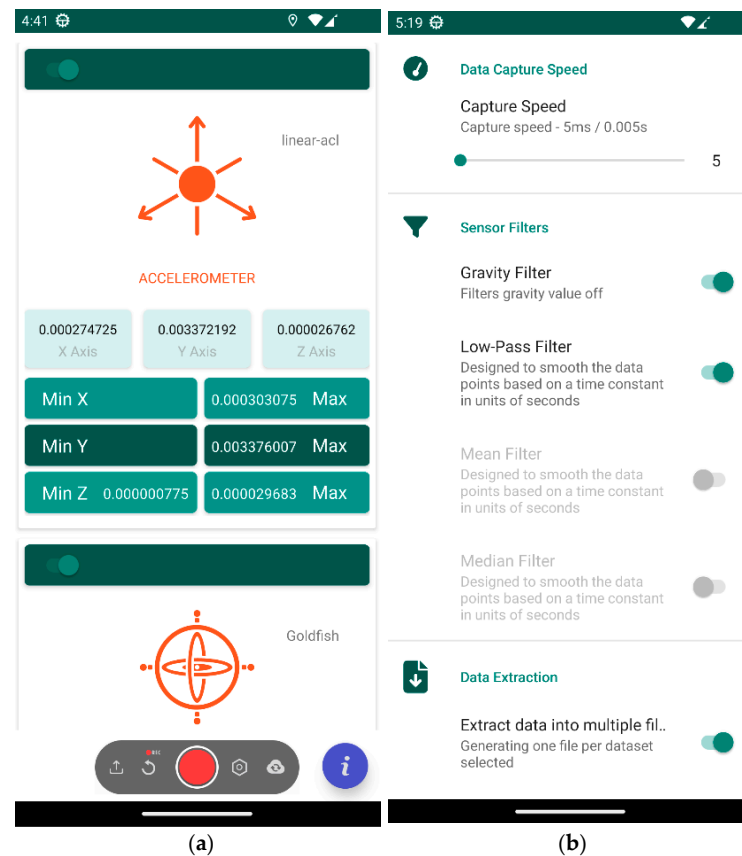 4:41
linear-acl
ACCELEROMETER
0.000274725
X Axis
0.003372192
Y Axis
0.000026762
Z Axis
Min X
0.000303075 Max
Min Y
0.003376007 Max
Min Z 0.000000775
0.000029683 Max
Goldfish
REC
i
(a)
5:19
Data Capture Speed
Capture Speed
Capture speed - 5ms / 0.005s
5
Sensor Filters
Gravity Filter
Filters gravity value off
Low-Pass Filter
Designed to smooth the data
points based on a time constant
in units of seconds
Mean Filter
Designed to smooth the data
points based on a time constant
in units of seconds
Median Filter
Designed to smooth the data
points based on a time constant
in units of seconds
Data Extraction
Extract data into multiple fil..
Generating one file per dataset
selected
(b)